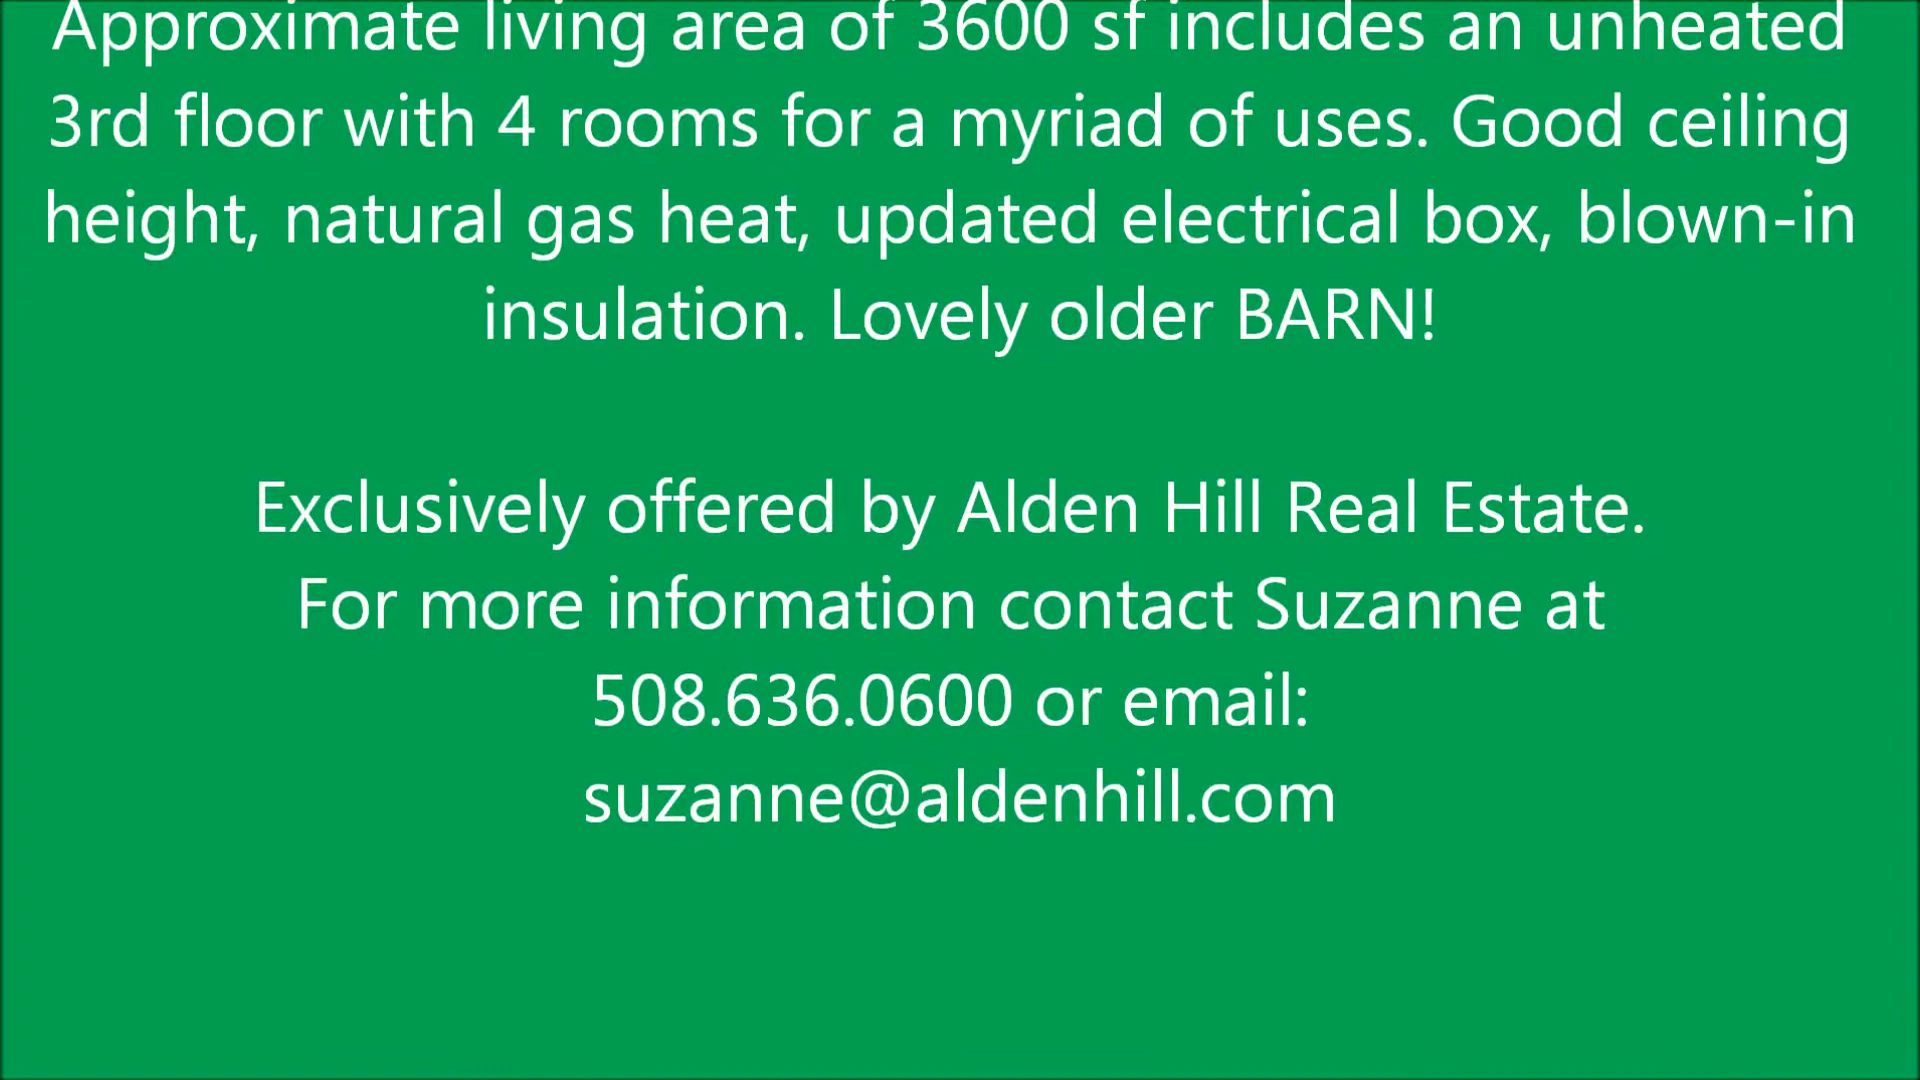 Approximate living area of 3600 sf includes an unheated
3rd floor with 4 rooms for a myriad of uses. Good ceiling
height, natural gas heat, updated electrical box, blown-in
insulation. Lovely older BARN!
Exclusively offered by Alden Hill Real Estate.
For more information contact Suzanne at
508.636.0600 or email:
suzanne@aldenhill.com